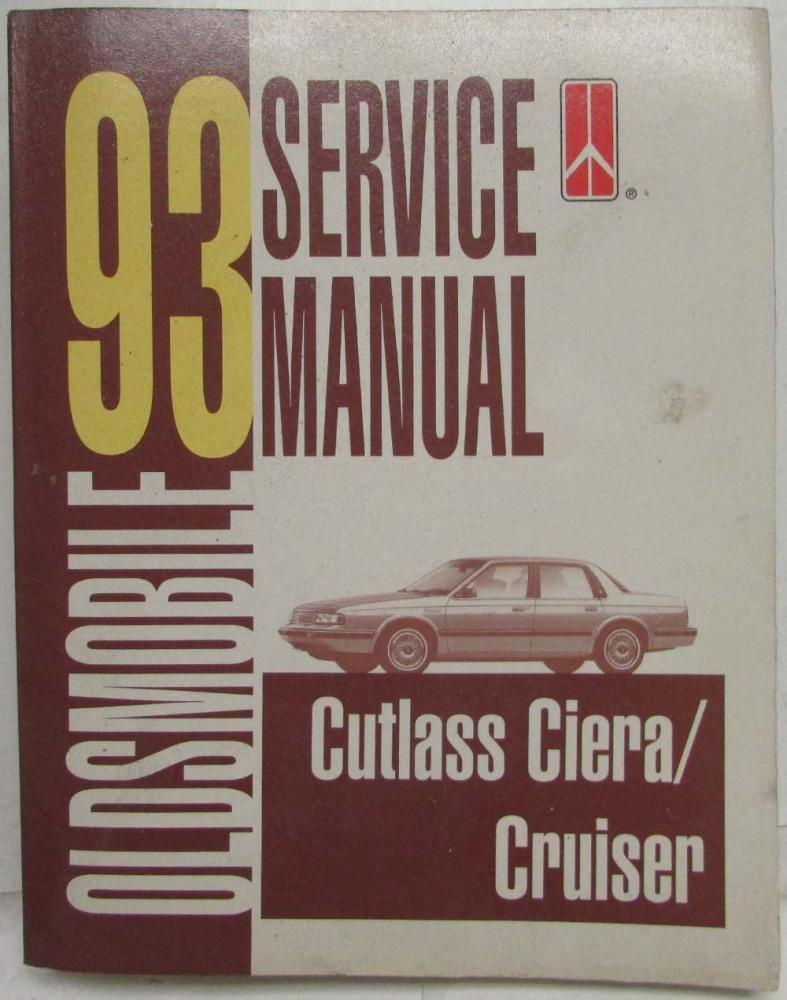 93
SERVICE
MANUAL
®
OLDSMOBILE
Cutlass Ciera/
Cruiser